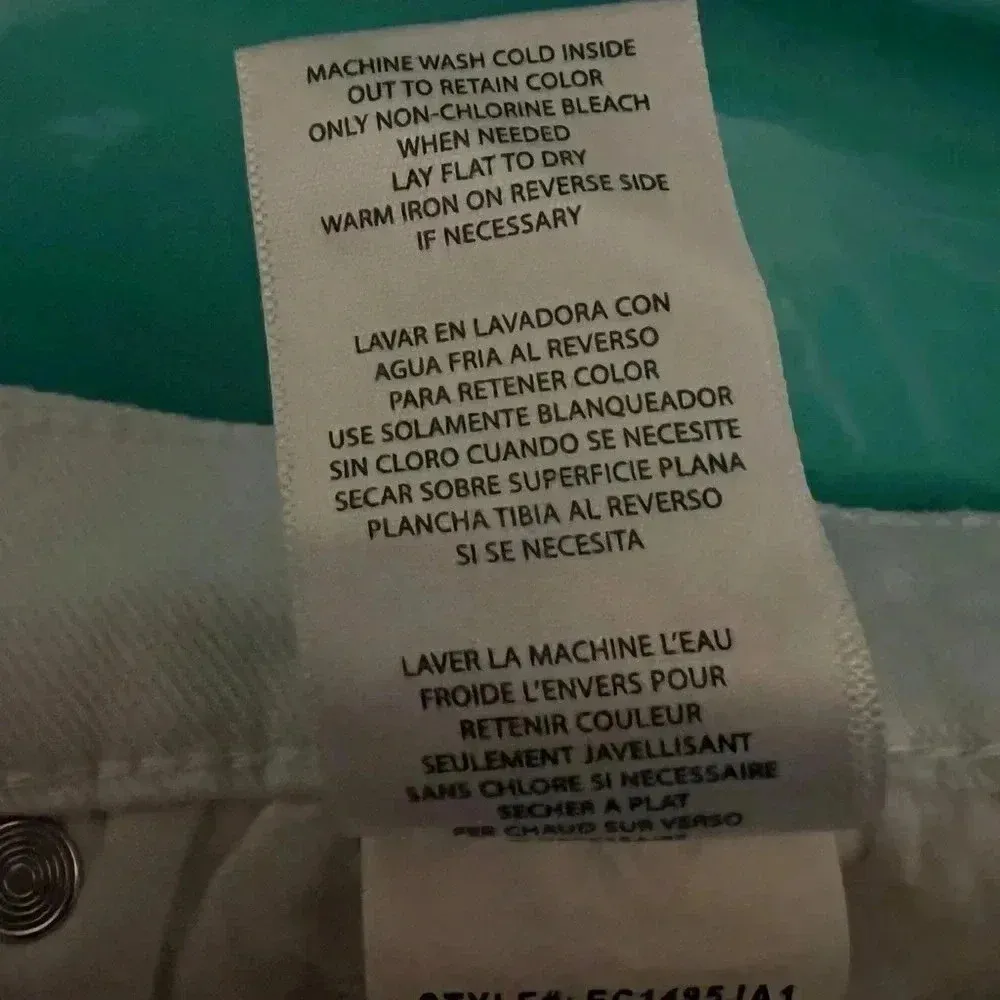 MACHINE WASH COLD INSIDE
OUT TO RETAIN COLOR
ONLY NON-CHLORINE BLEACH
WHEN NEEDED
LAY FLAT TO DRY
WARM IRON ON REVERSE SIDE
IF NECESSARY
LAVAR EN LAVADORA CON
AGUA FRIA AL REVERSO
PARA RETENER COLOR
USE SOLAMENTE BLANQUEADOR
SIN CLORO CUANDO SE NECESITE
SECAR SOBRE SUPERFICIE PLANA
PLANCHA TIBIA AL REVERSO
SI SE NECESITA
LAVER LA MACHINE L'EAU
FROIDE L'ENVERS POUR
RETENIR COULEUR
SEULEMENT JAVELLISANT
SANS CHLORE SI NECESSAIRE
SECHER A PLAT
FER CHAUD SUR VERSO
STYLE#: